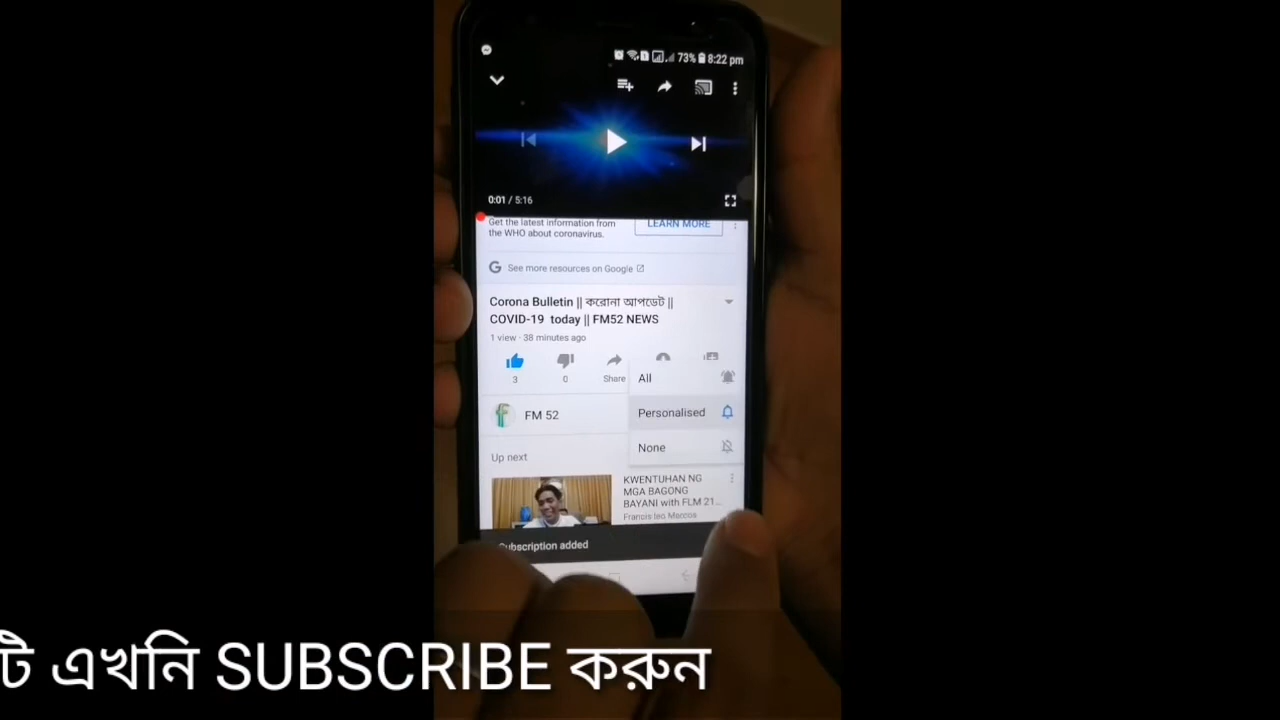 73% 8:22 pm
0:01 / 5:16
Get the latest information from
the WHO about coronavirus.
LEARN MORE
See more resources on Google
Corona Bulletin || করোনা আপডেট ||
COVID-19 today || FM52 NEWS
1 view · 38 minutes ago
3
0
Share
All
Personalised
None
FM 52
Up next
KWENTUHAN NG
MGA BAGONG
BAYANI with FLM 21...
Francis leo Marcos
Subscription added
টি এখনি SUBSCRIBE করুন